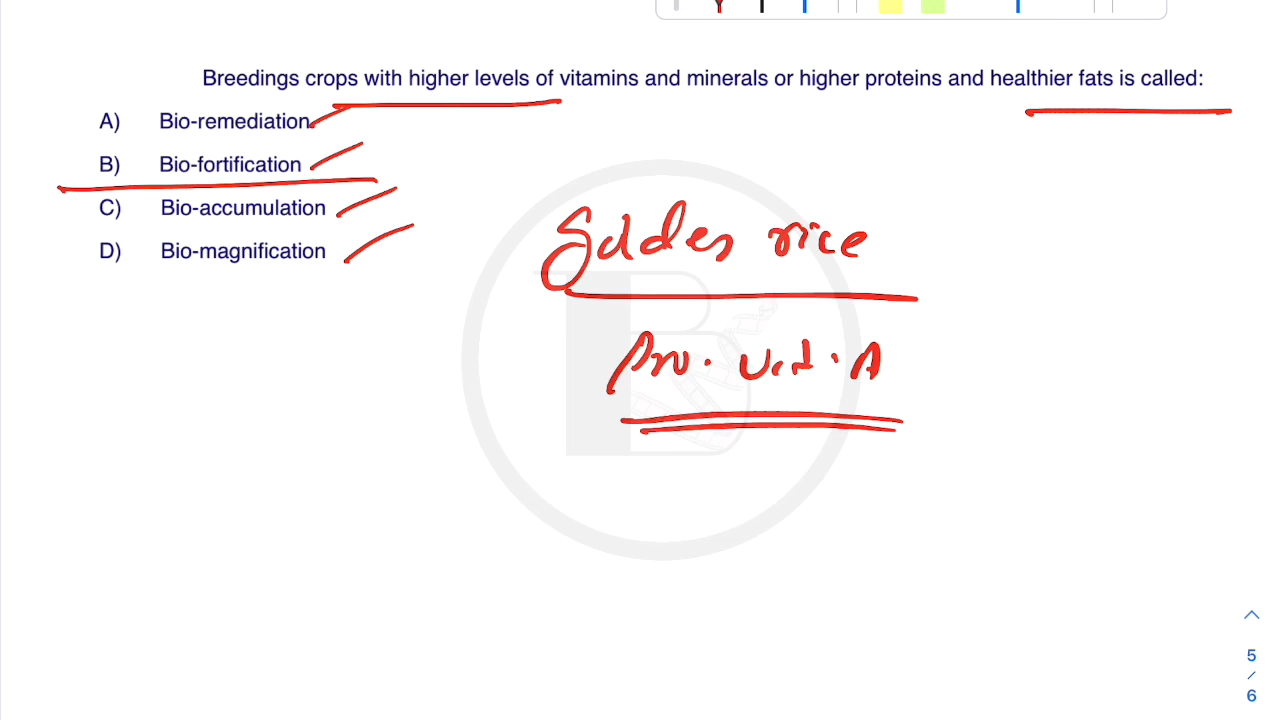 Breedings crops with higher levels of vitamins and minerals or higher proteins and healthier fats is called:
A) Bio-remediation
B) Bio-fortification
C) Bio-accumulation
D) Bio-magnification
Golden rice
Pro. Vit. A
5
/
6